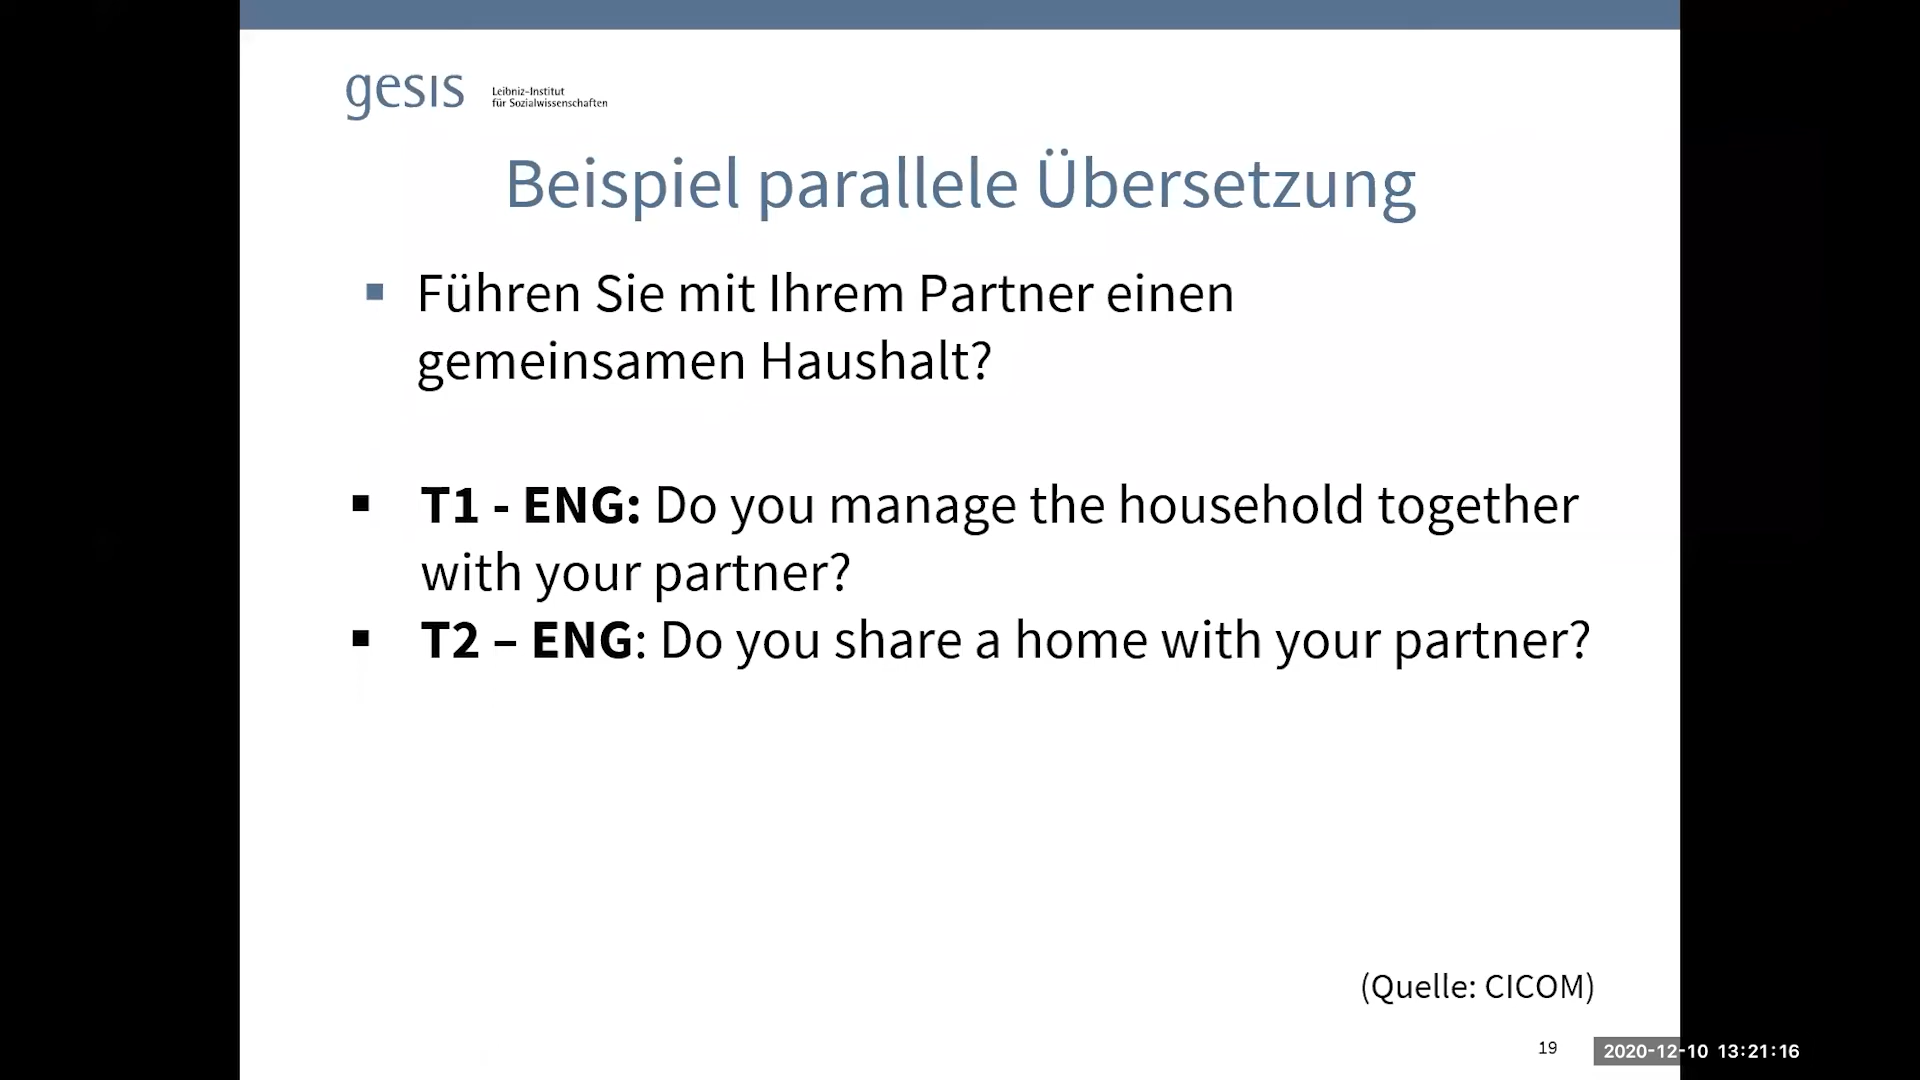 gesis
Leibniz-Institut
für Sozialwissenschaften
Beispiel parallele Übersetzung
▪ Führen Sie mit Ihrem Partner einen
gemeinsamen Haushalt?
▪ T1 - ENG: Do you manage the household together
with your partner?
▪ T2 – ENG: Do you share a home with your partner?
(Quelle: CICOM)
19
2020-12-10 13:21:16